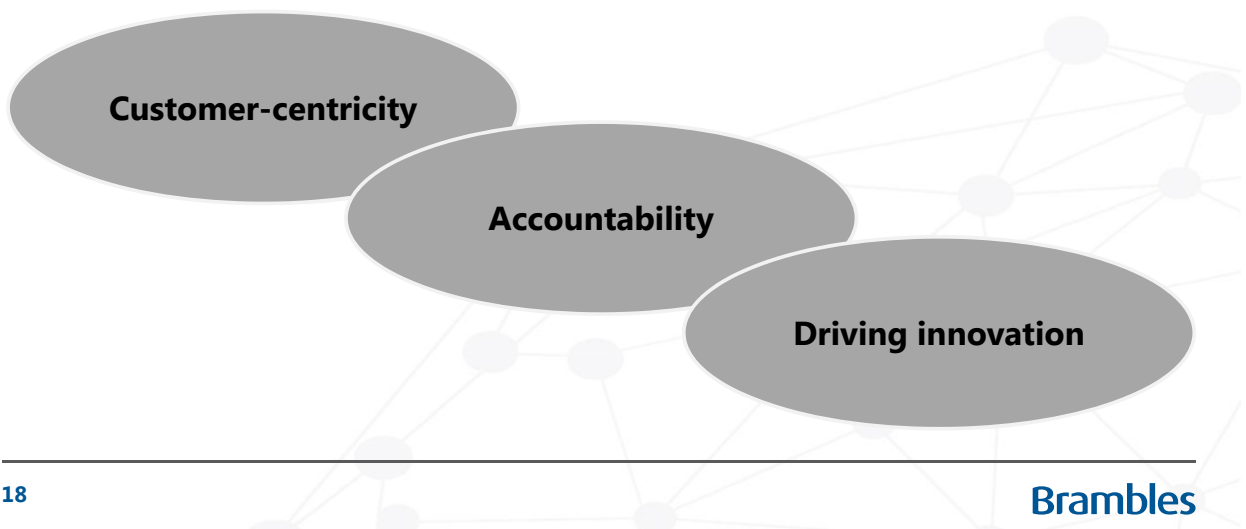 Customer-centricity
Accountability
Driving innovation
18
Brambles